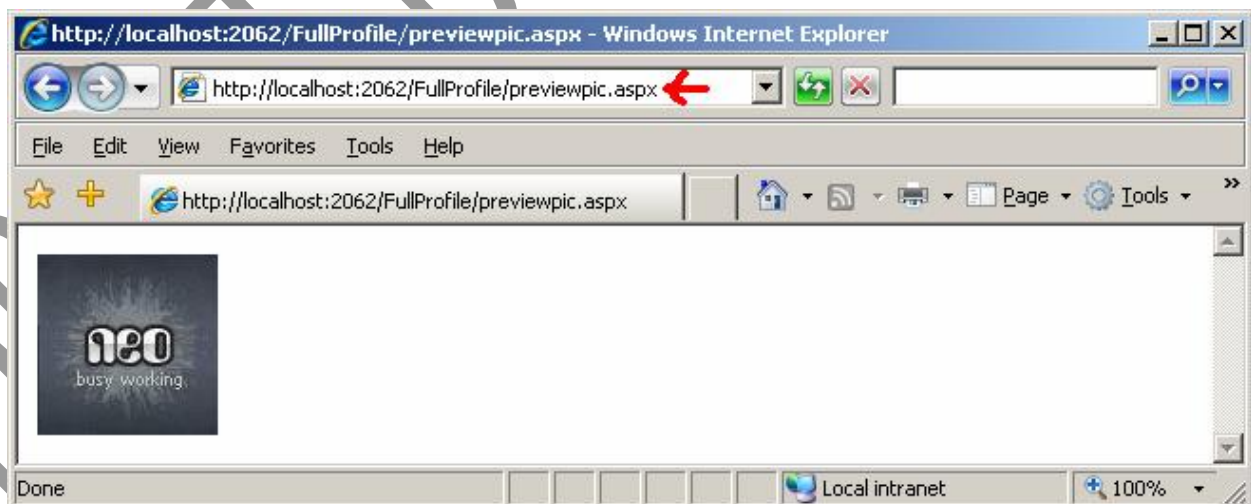 http://localhost:2062/FullProfile/previewpic.aspx - Windows Internet Explorer
http://localhost:2062/FullProfile/previewpic.aspx
File Edit View Favorites Tools Help
http://localhost:2062/FullProfile/previewpic.aspx Page Tools »
neo
busy working.
Done Local intranet 100%